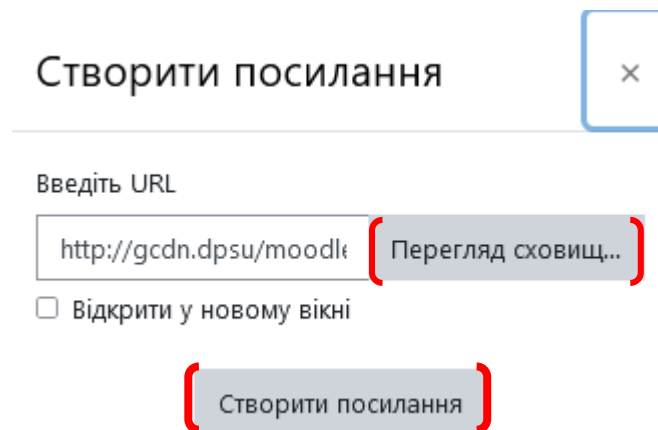 Створити посилання ×
Введіть URL
http://gcdn.dpsu/moodle Перегляд сховищ...
Відкрити у новому вікні
Створити посилання